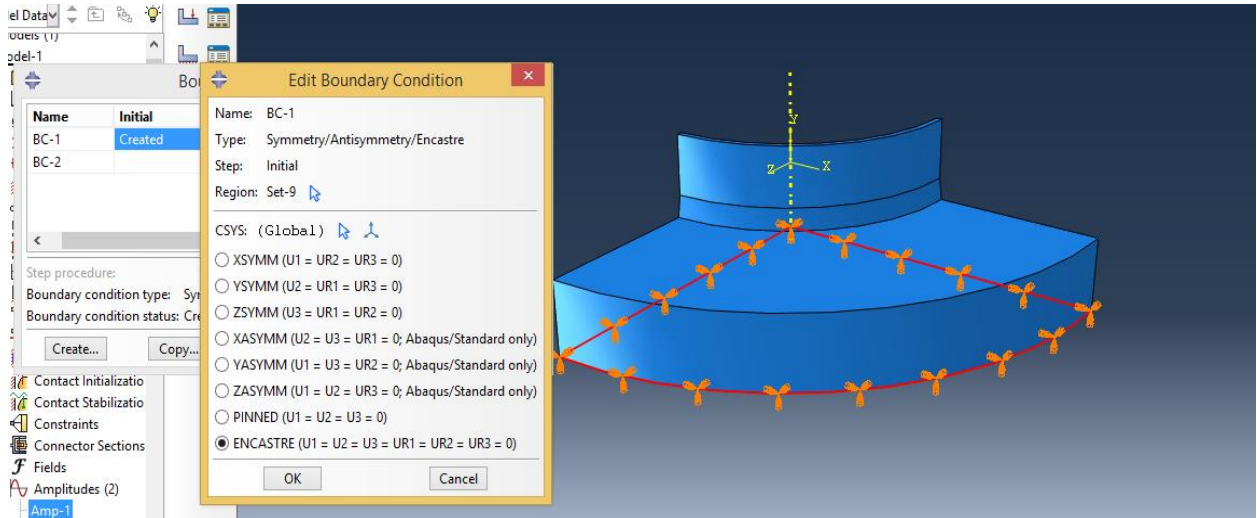 el Data
odels (1)
odel-1
Bou
Name Initial
BC-1 Created
BC-2
Step procedure:
Boundary condition type: Syr
Boundary condition status: Cre
Create... Copy...
Contact Initializatio
Contact Stabilizatio
Constraints
Connector Sections
Fields
Amplitudes (2)
Amp-1
Edit Boundary Condition
Name: BC-1
Type: Symmetry/Antisymmetry/Encastre
Step: Initial
Region: Set-9
CSYS: (Global)
XSYMM (U1 = UR2 = UR3 = 0)
YSYMM (U2 = UR1 = UR3 = 0)
ZSYMM (U3 = UR1 = UR2 = 0)
XASYMM (U2 = U3 = UR1 = 0; Abaqus/Standard only)
YASYMM (U1 = U3 = UR2 = 0; Abaqus/Standard only)
ZASYMM (U1 = U2 = UR3 = 0; Abaqus/Standard only)
PINNED (U1 = U2 = U3 = 0)
ENCASTRE (U1 = U2 = U3 = UR1 = UR2 = UR3 = 0)
OK Cancel
Y
Z X